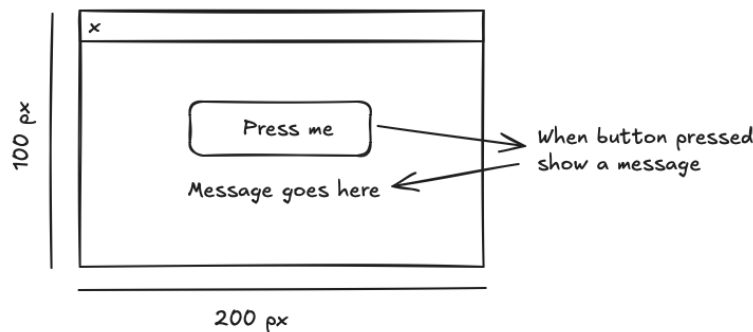 x
100 px
Press me
When button pressed
show a message
Message goes here
200 px